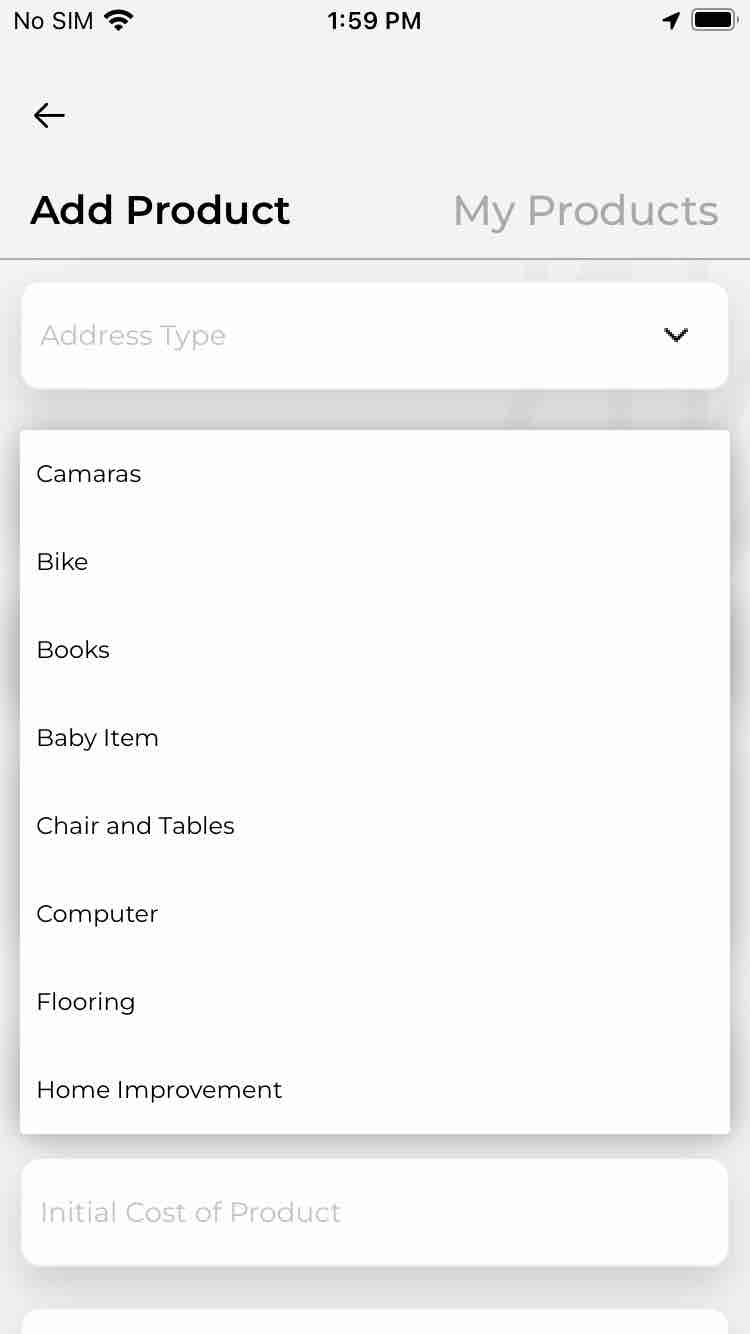 No SIM 1:59 PM
Add Product My Products
Address Type
Camaras
Bike
Books
Baby Item
Chair and Tables
Computer
Flooring
Home Improvement
Initial Cost of Product